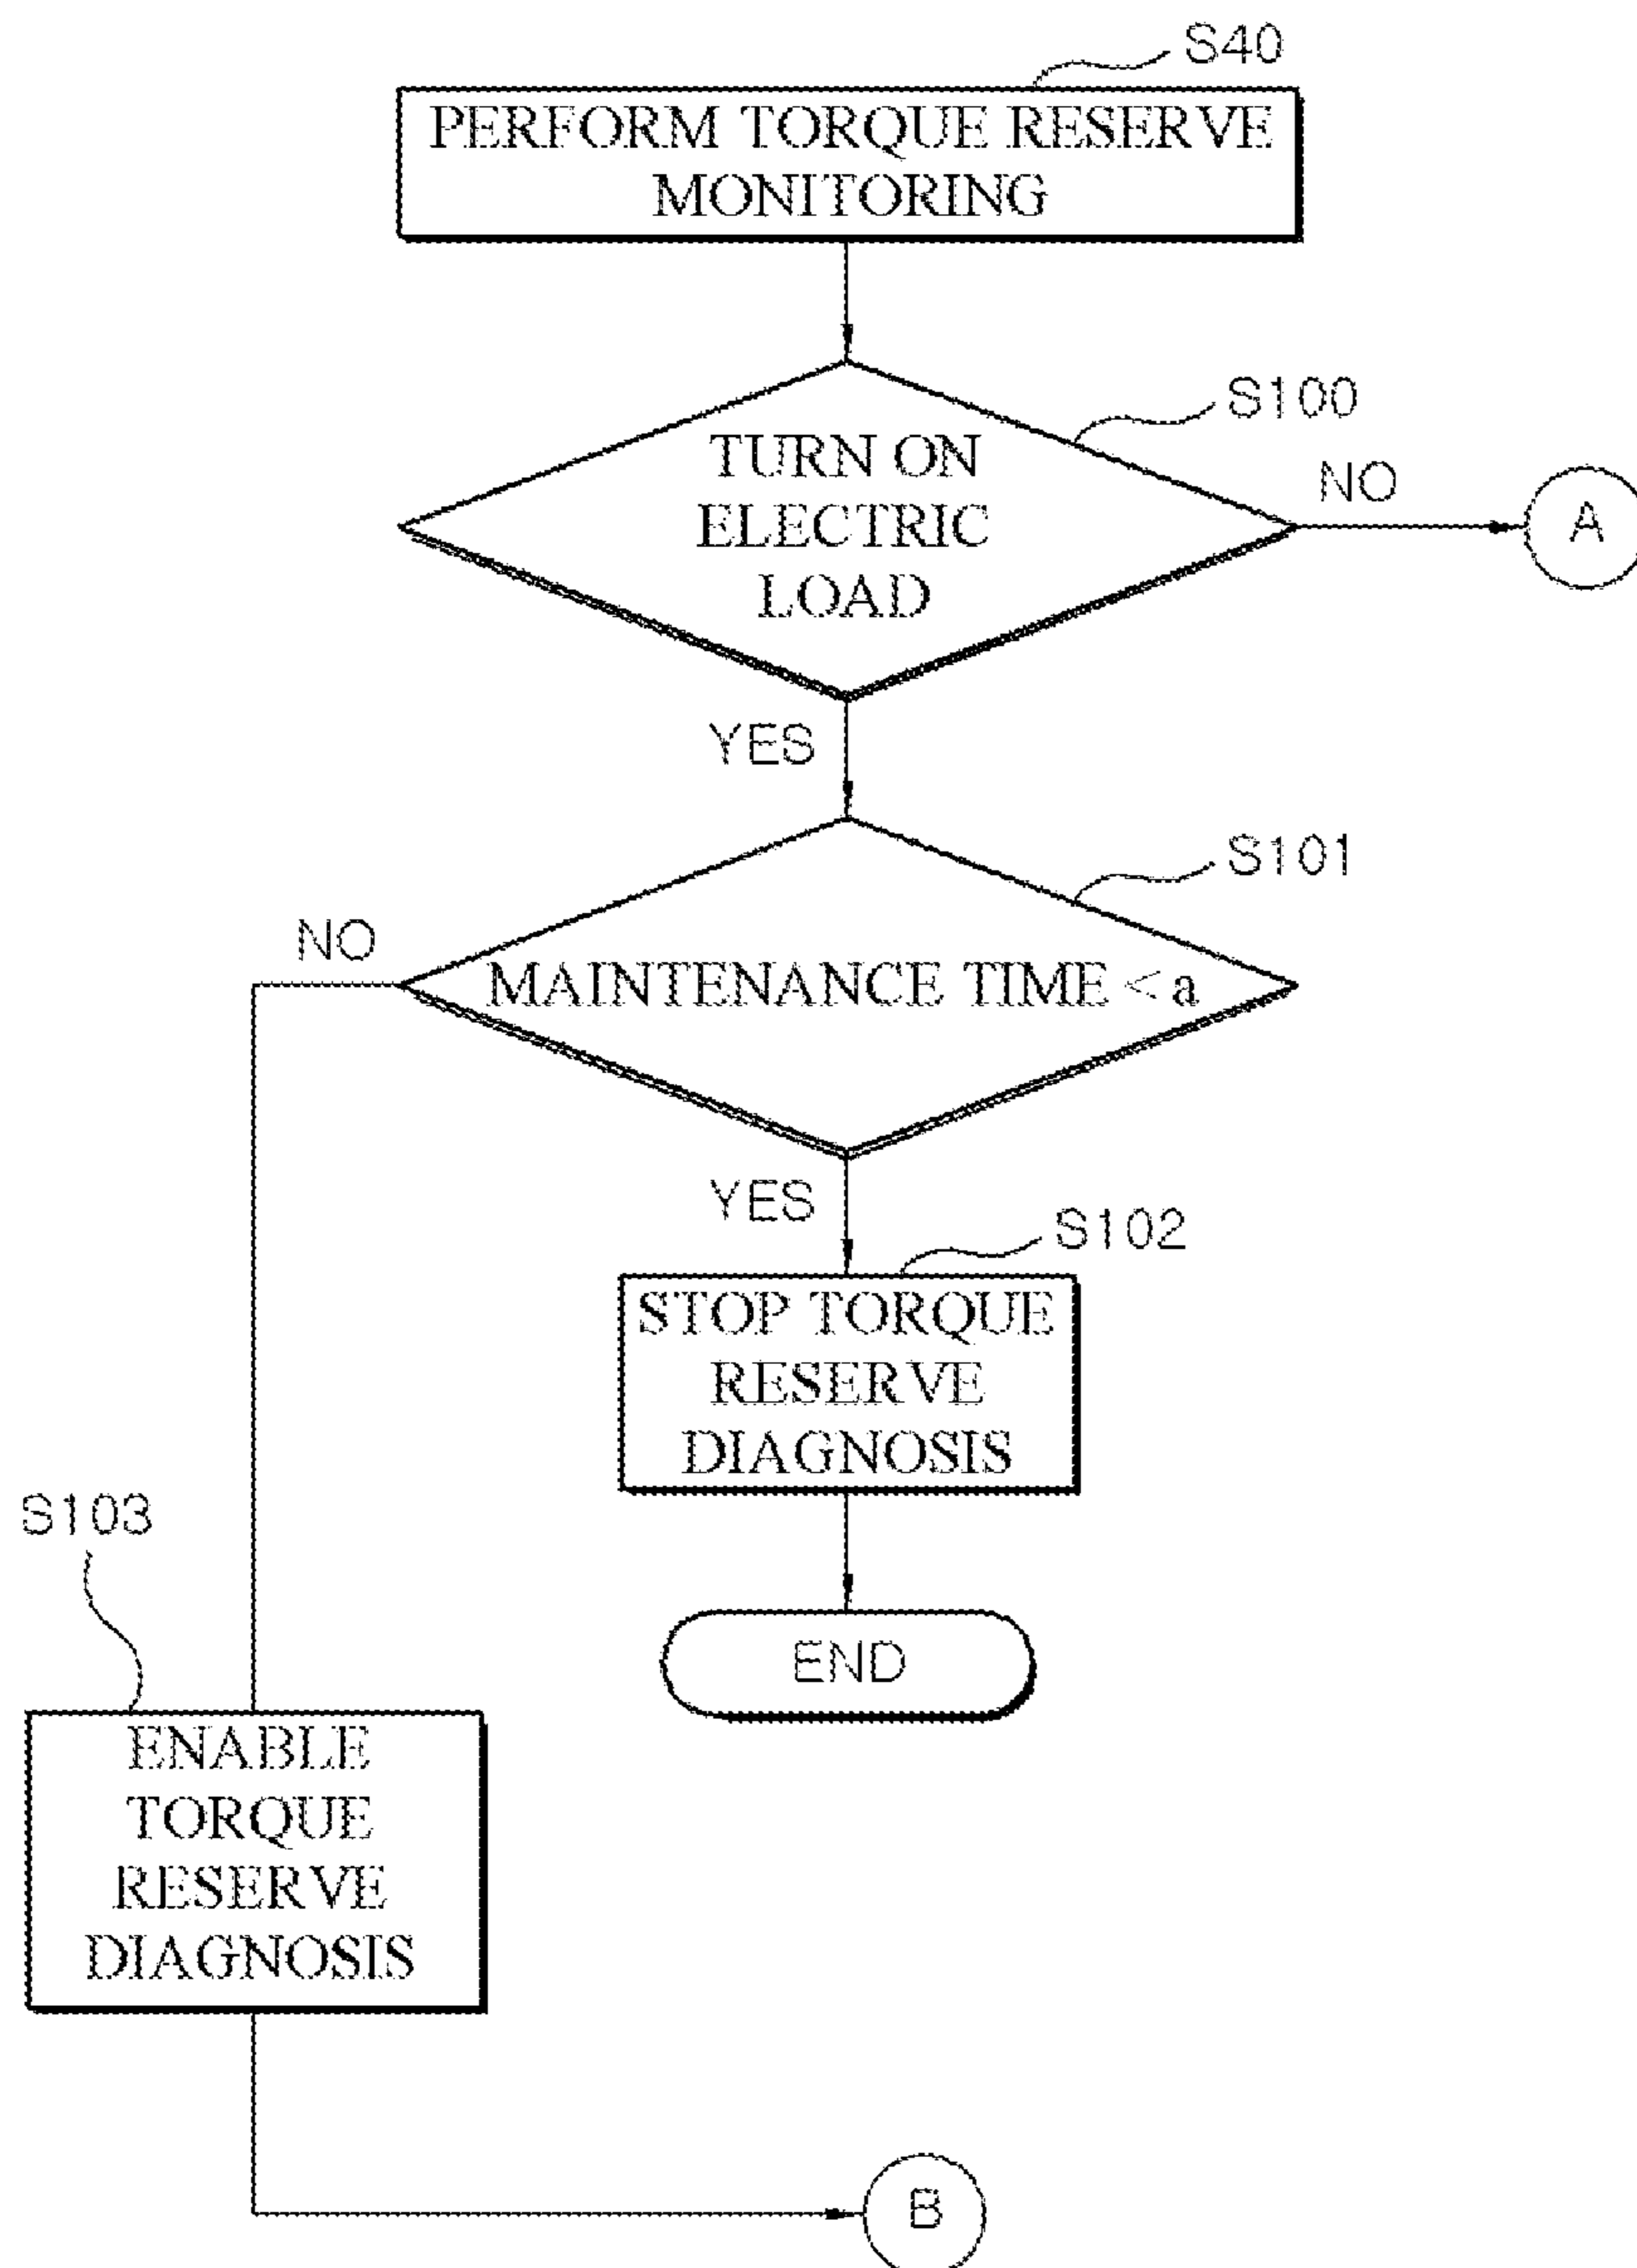 S40
PERFORM TORQUE RESERVE
MONITORING
S100
TURN ON
ELECTRIC
LOAD
NO
A
YES
S101
NO
MAINTENANCE TIME < a
YES
S102
STOP TORQUE
RESERVE
DIAGNOSIS
S103
END
ENABLE
TORQUE
RESERVE
DIAGNOSIS
B